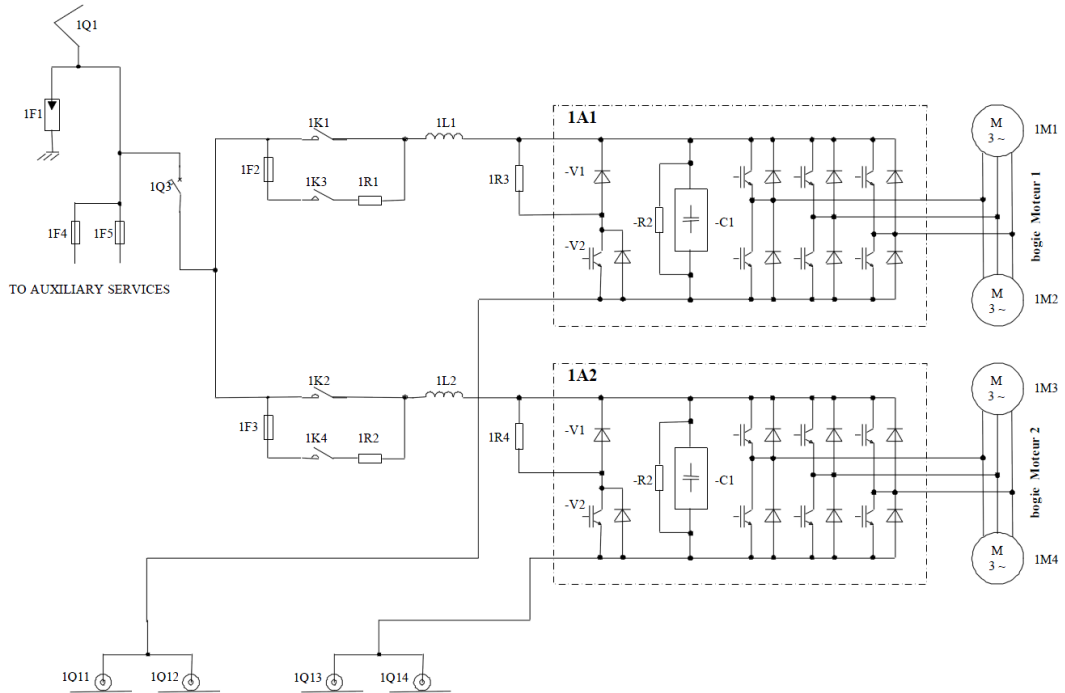 1Q1
1F1
1K1
1L1
1A1
M
3 ~
1M1
1F2
1K3
1R1
1R3
-V1
1Q3
-R2
-C1
bogie Moteur 1
1F4
1F5
-V2
TO AUXILIARY SERVICES
M
3 ~
1M2
1K2
1L2
1A2
M
3 ~
1M3
1F3
1K4
1R2
1R4
-V1
-R2
-C1
bogie Moteur 2
-V2
M
3 ~
1M4
1Q11
1Q12
1Q13
1Q14